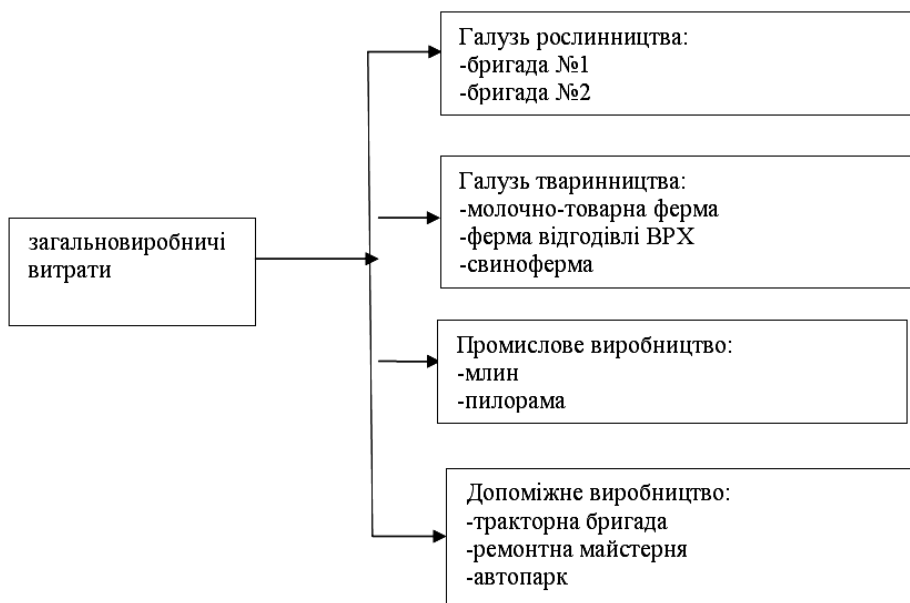 загальновиробничі
витрати
Галузь рослинництва:
-бригада №1
-бригада №2
Галузь тваринництва:
-молочно-товарна ферма
-ферма відгодівлі ВРХ
-свиноферма
Промислове виробництво:
-млин
-пилорама
Допоміжне виробництво:
-тракторна бригада
-ремонтна майстерня
-автопарк